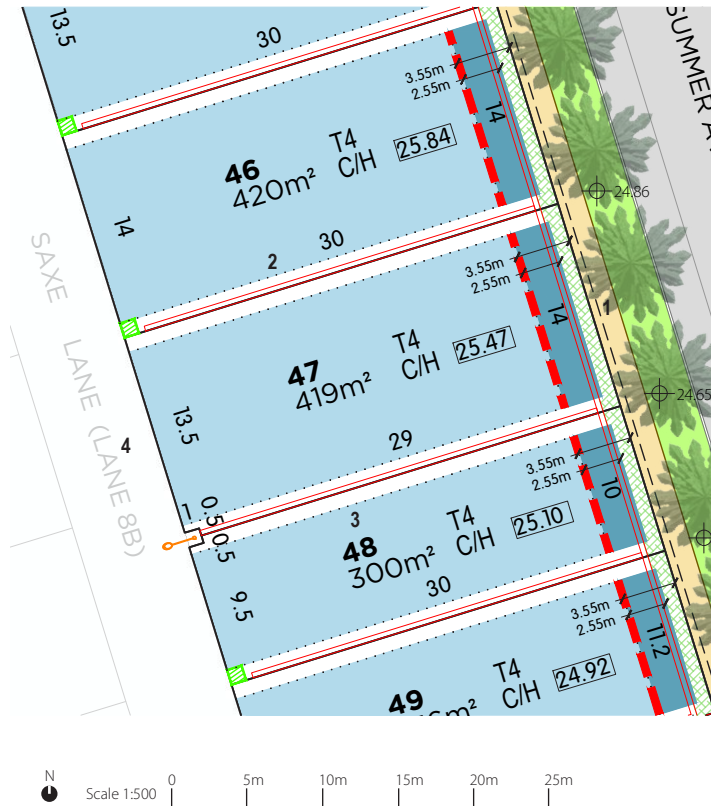 13.5
30
SUMMER A
3.55m
2.55m
14
46
420m²
T4
C/H
25.84
24.86
14
30
2
SAXE LANE (LANE 8B)
3.55m
2.55m
14
1
47
419m²
T4
C/H
25.47
24.65
13.5
4
29
3.55m
2.55m
10
1
0.5
0.5
3
48
300m²
T4
C/H
25.10
9.5
30
3.55m
2.55m
11.2
49
6m²
T4
C/H
24.92
N
Scale 1:500
0 5m 10m 15m 20m 25m